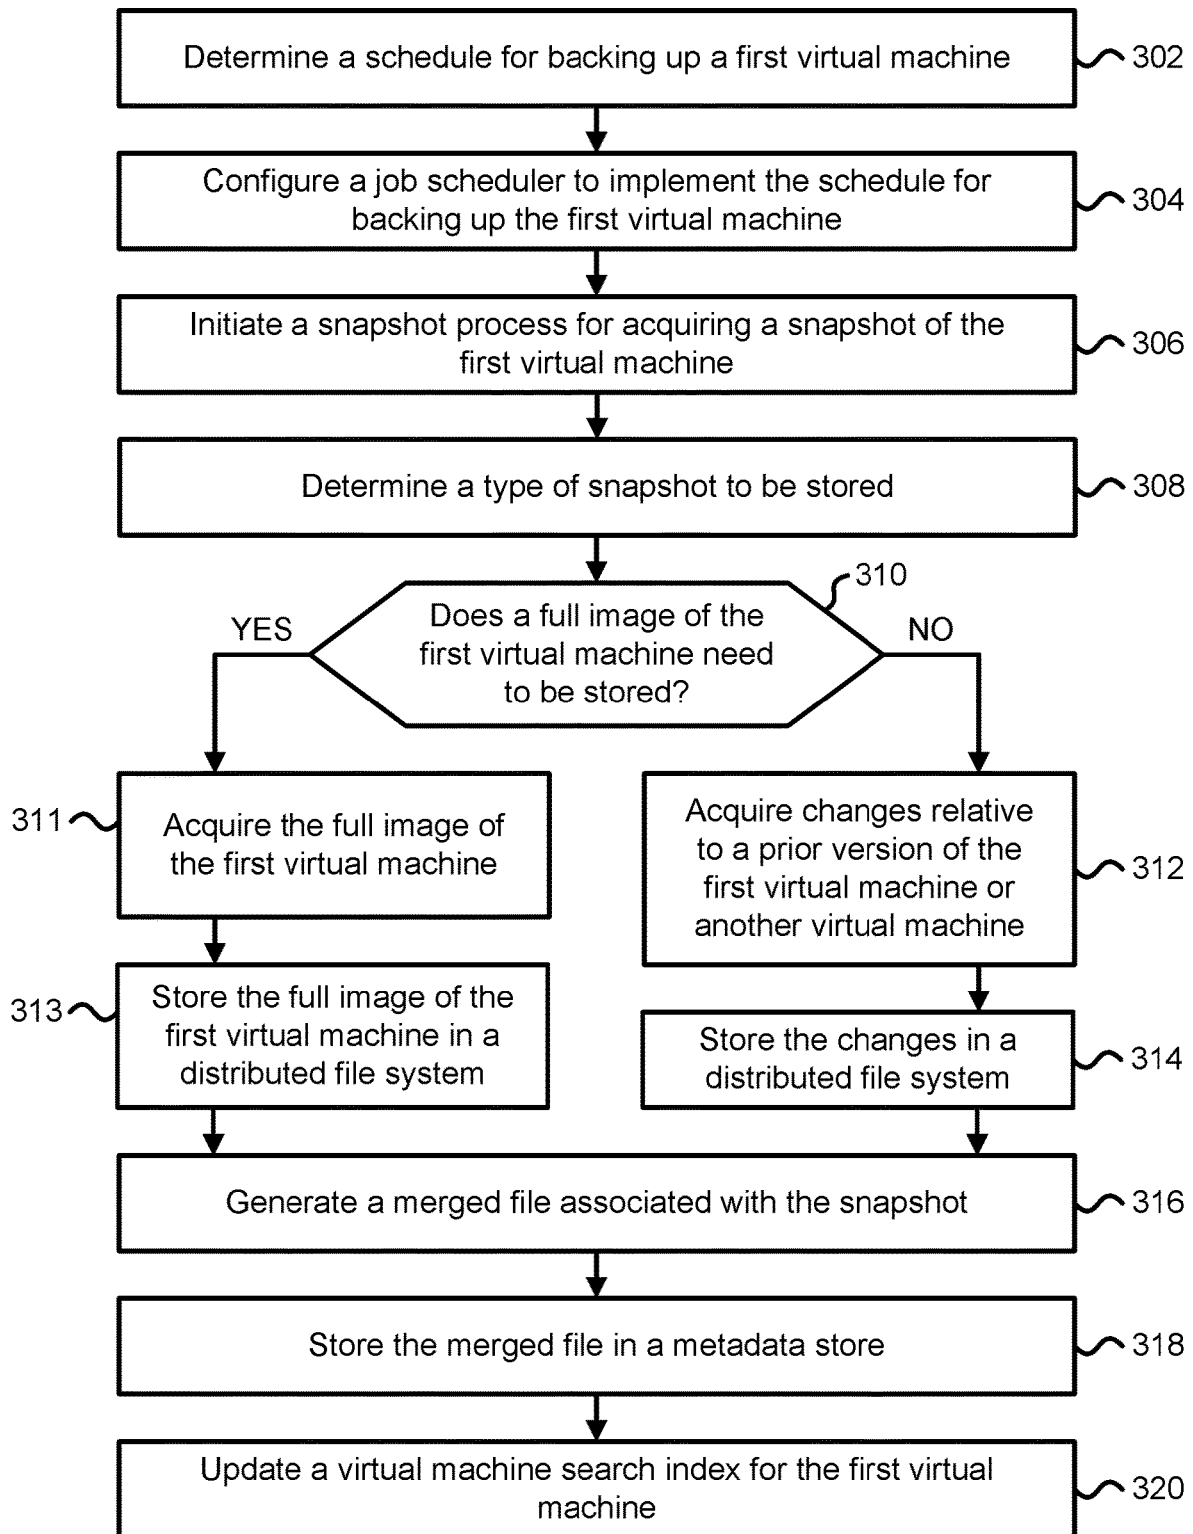 Determine a schedule for backing up a first virtual machine
302
Configure a job scheduler to implement the schedule for
backing up the first virtual machine
304
Initiate a snapshot process for acquiring a snapshot of the
first virtual machine
306
Determine a type of snapshot to be stored
308
310
Does a full image of the
first virtual machine need
to be stored?
YES
NO
311
Acquire the full image of
the first virtual machine
Acquire changes relative
to a prior version of the
first virtual machine or
another virtual machine
312
313
Store the full image of the
first virtual machine in a
distributed file system
Store the changes in a
distributed file system
314
Generate a merged file associated with the snapshot
316
Store the merged file in a metadata store
318
Update a virtual machine search index for the first virtual
machine
320